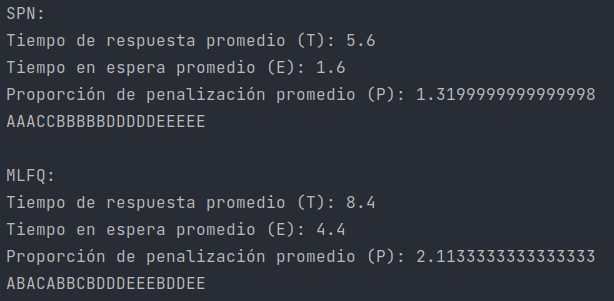 SPN:
Tiempo de respuesta promedio (T): 5.6
Tiempo en espera promedio (E): 1.6
Proporción de penalización promedio (P): 1.3199999999999998
AAACCBBBBBDDDDDEEEEE
MLFQ:
Tiempo de respuesta promedio (T): 8.4
Tiempo en espera promedio (E): 4.4
Proporción de penalización promedio (P): 2.1133333333333333
ABACABBCBDDDEEEBDDEE